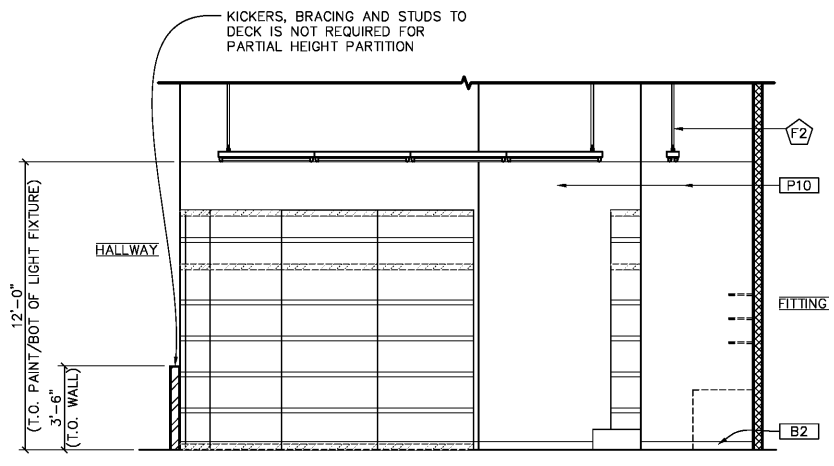 KICKERS, BRACING AND STUDS TO
DECK IS NOT REQUIRED FOR
PARTIAL HEIGHT PARTITION
F2
P10
HALLWAY
FITTING
12'-0"
(T.O. PAINT/BOT OF LIGHT FIXTURE)
3'-6"
(T.O. WALL)
B2